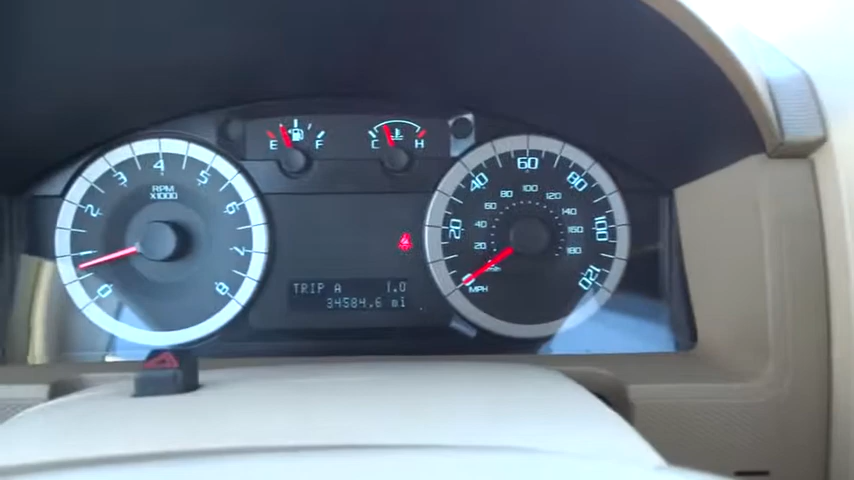 E F
C H
0 1 2 3 4 5 6 7 8
RPM
X1000
20 40 60 80 100 120
20 40 60 80 100 120 140 160 180
km/h
MPH
TRIP A 1.0
34584.6 mi